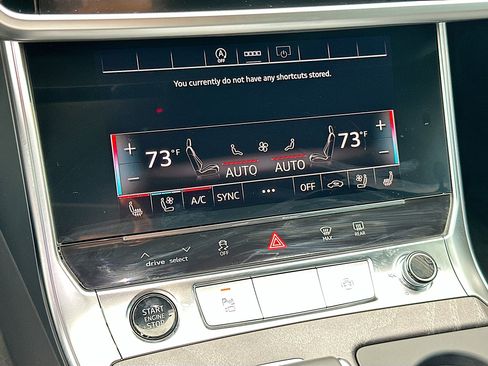 OFF
You currently do not have any shortcuts stored.
+ 73°F 73°F +
− AUTO AUTO −
A/C SYNC ... OFF
drive select OFF MAX REAR
START
ENGINE
STOP